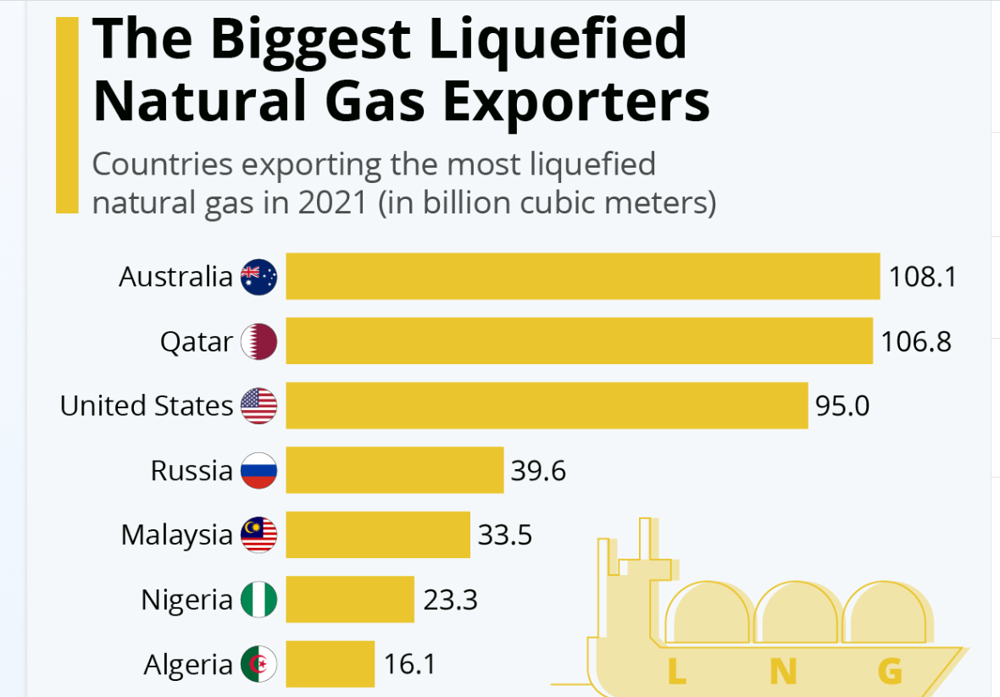 The Biggest Liquefied
Natural Gas Exporters
Countries exporting the most liquefied
natural gas in 2021 (in billion cubic meters)
Australia 108.1
Qatar 106.8
United States 95.0
Russia 39.6
Malaysia 33.5
Nigeria 23.3
Algeria 16.1
L N G